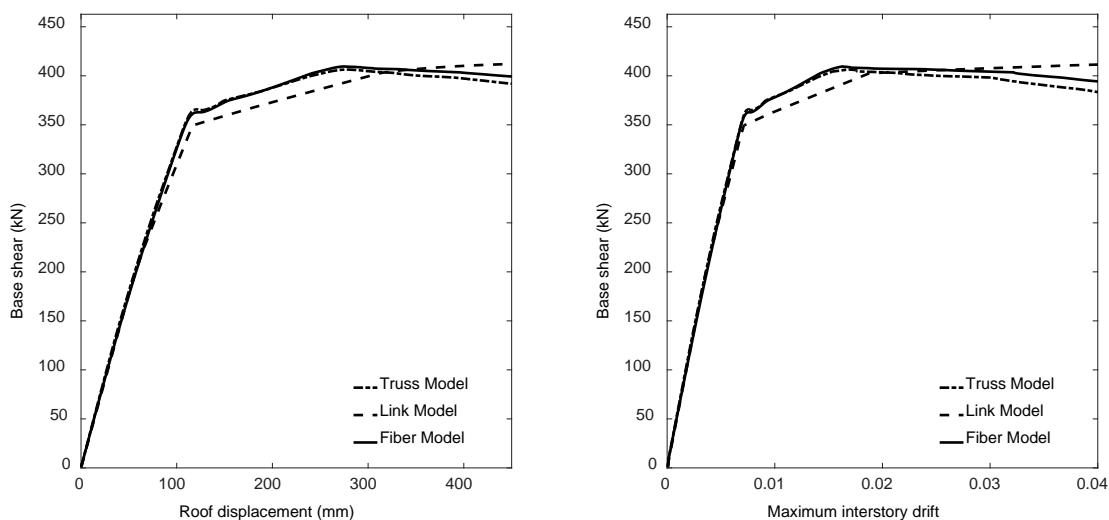 450
400
350
300
250
200
150
100
50
0
Base shear (kN)
Truss Model
Link Model
Fiber Model
0 100 200 300 400
Roof displacement (mm)
450
400
350
300
250
200
150
100
50
0
Base shear (kN)
Truss Model
Link Model
Fiber Model
0 0.01 0.02 0.03 0.04
Maximum interstory drift